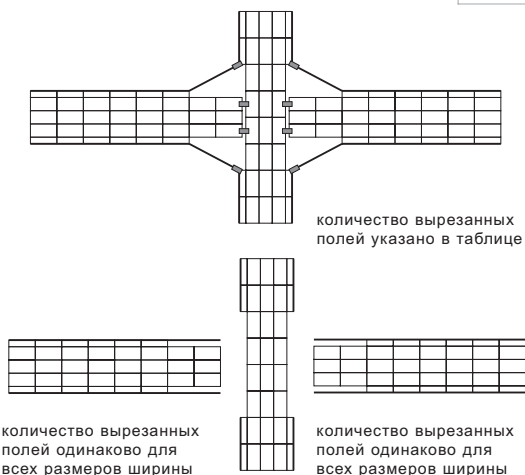 количество вырезанных
полей указано в таблице
количество вырезанных
полей одинаково для
всех размеров ширины
количество вырезанных
полей одинаково для
всех размеров ширины